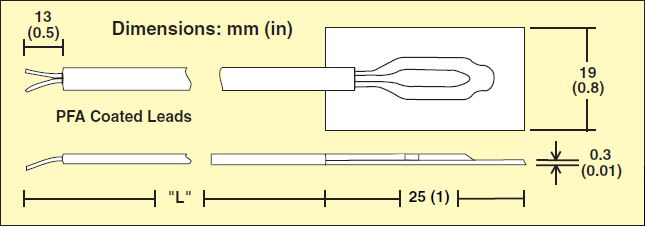 13
(0.5)
Dimensions: mm (in)
19
(0.8)
PFA Coated Leads
0.3
(0.01)
"L"
25 (1)